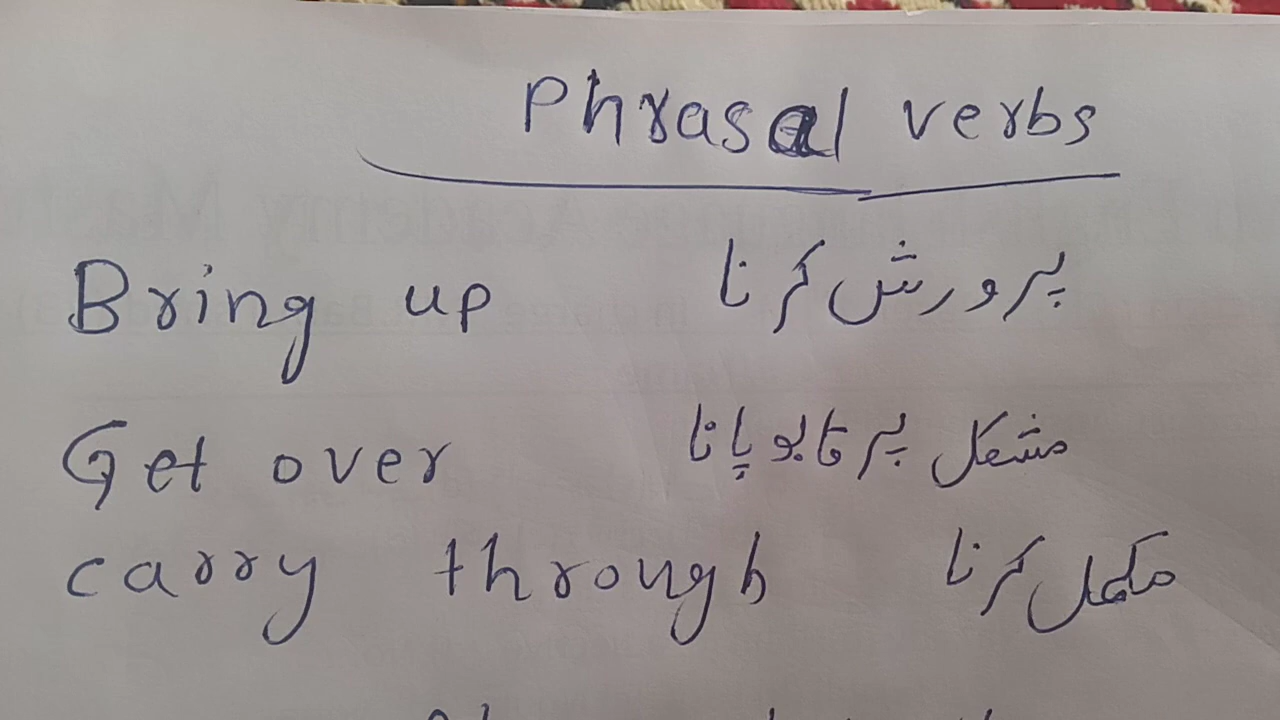 Phrasal verbs
Bring up پرورش کرنا
Get over مشکل پر قابو پانا
carry through مکمل کرنا